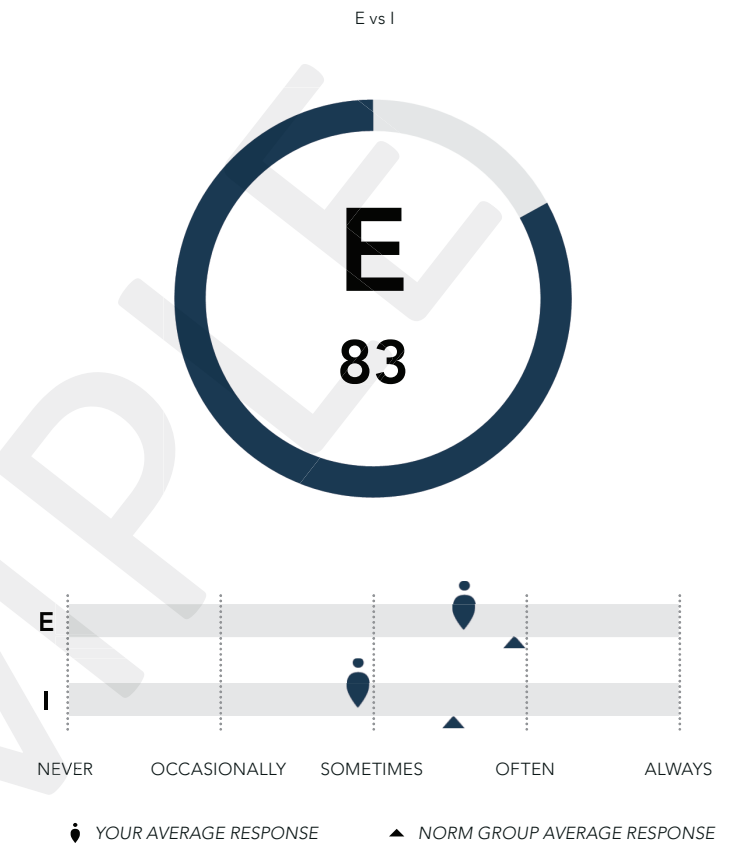 E vs I
E
83
E
I
NEVER OCCASIONALLY SOMETIMES OFTEN ALWAYS
YOUR AVERAGE RESPONSE NORM GROUP AVERAGE RESPONSE